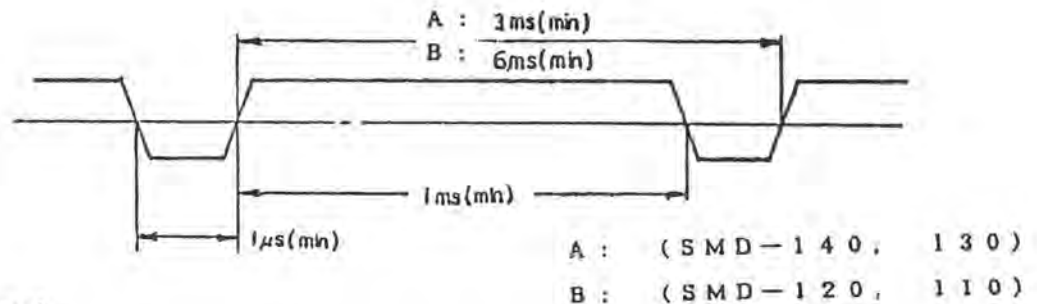 A : 3ms(min)
B : 6ms(min)
1ms(min)
1μs(min)
A : (SMD-140, 130)
B : (SMD-120, 110)